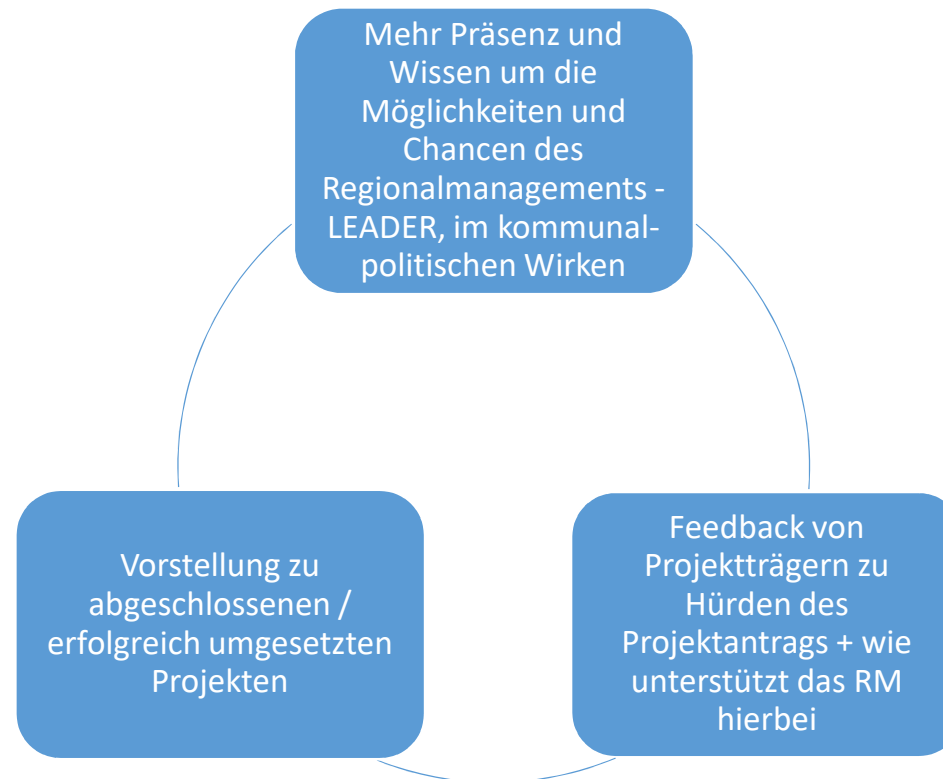 Mehr Präsenz und
Wissen um die
Möglichkeiten und
Chancen des
Regionalmanagements -
LEADER, im kommunal-
politischen Wirken
Vorstellung zu
abgeschlossenen /
erfolgreich umgesetzten
Projekten
Feedback von
Projektträgern zu
Hürden des
Projektantrags + wie
unterstützt das RM
hierbei